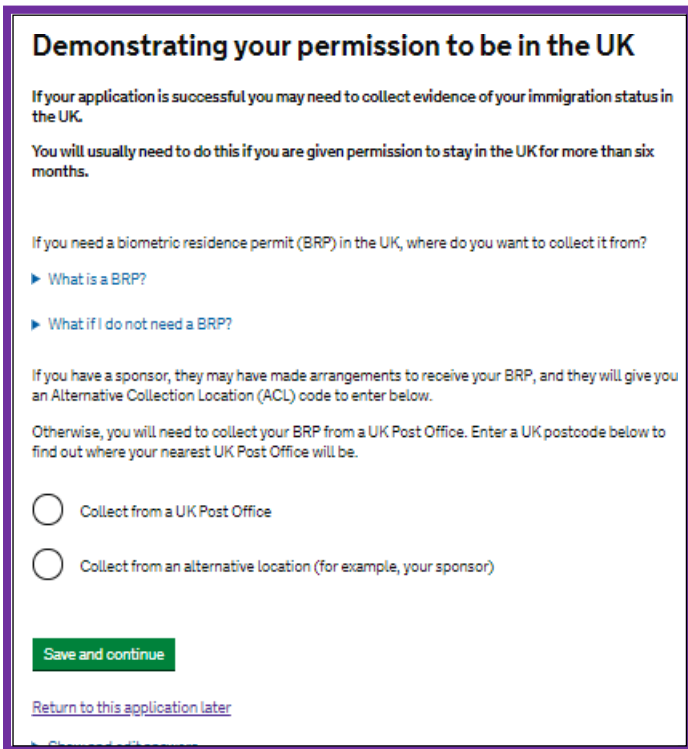 Demonstrating your permission to be in the UK
If your application is successful you may need to collect evidence of your immigration status in
the UK.
You will usually need to do this if you are given permission to stay in the UK for more than six
months.
If you need a biometric residence permit (BRP) in the UK, where do you want to collect it from?
What is a BRP?
What if I do not need a BRP?
If you have a sponsor, they may have made arrangements to receive your BRP, and they will give you
an Alternative Collection Location (ACL) code to enter below.
Otherwise, you will need to collect your BRP from a UK Post Office. Enter a UK postcode below to
find out where your nearest UK Post Office will be.
Collect from a UK Post Office
Collect from an alternative location (for example, your sponsor)
Save and continue
Return to this application later
Show and edit answers